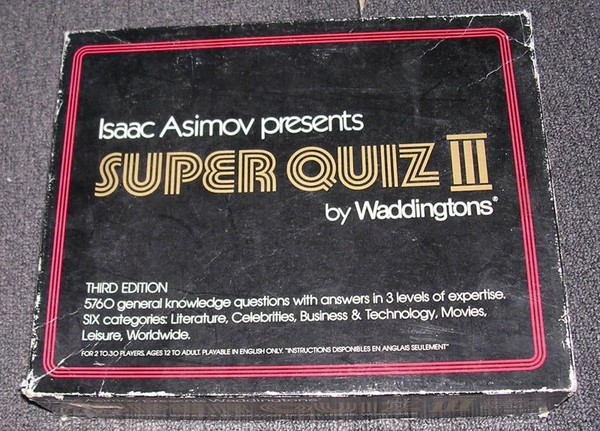 Isaac Asimov presents
SUPER QUIZ III
by Waddingtons®
THIRD EDITION
5760 general knowledge questions with answers in 3 levels of expertise.
SIX categories: Literature, Celebrities, Business & Technology, Movies,
Leisure, Worldwide.
FOR 2 TO 30 PLAYERS. AGES 12 TO ADULT. PLAYABLE IN ENGLISH ONLY. "INSTRUCTIONS DISPONIBLES EN ANGLAIS SEULEMENT"